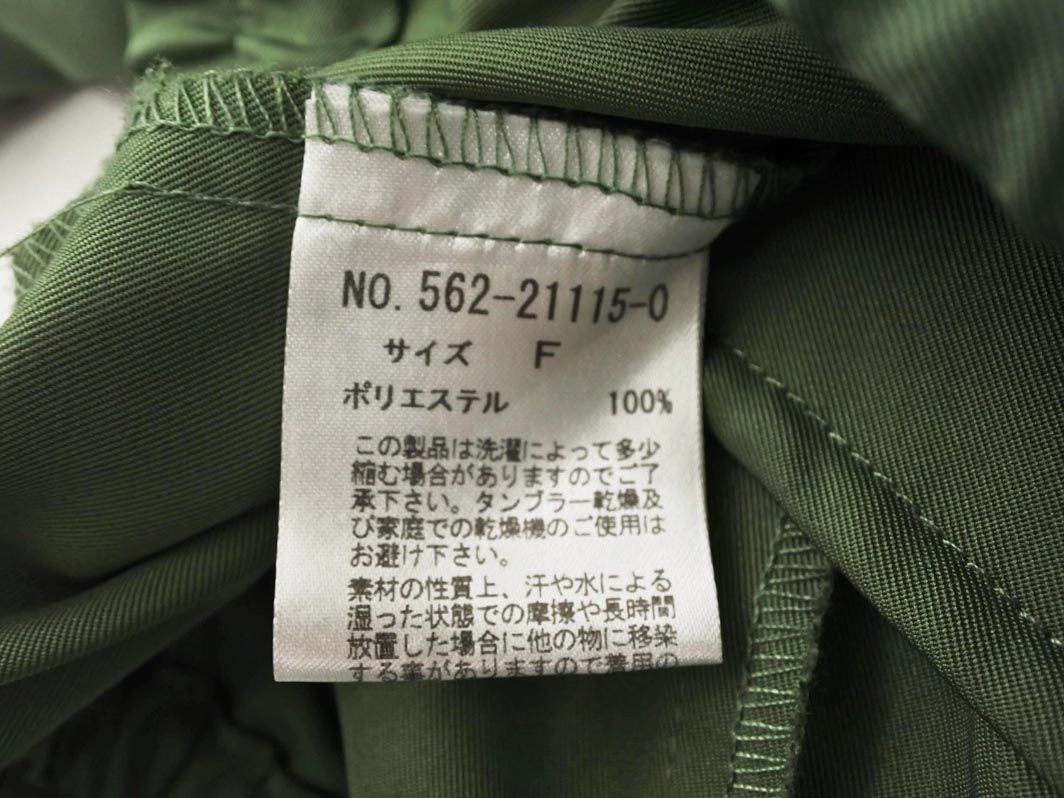 NO. 562-21115-0
サイズ F
ポリエステル 100%
この製品は洗濯によって多少
縮む場合がありますのでご了
承下さい。タンブラー乾燥及
び家庭での乾燥機のご使用は
お避け下さい。
素材の性質上、汗や水による
湿った状態での摩擦や長時間
放置した場合に他の物に移染
する事がありますので着用の